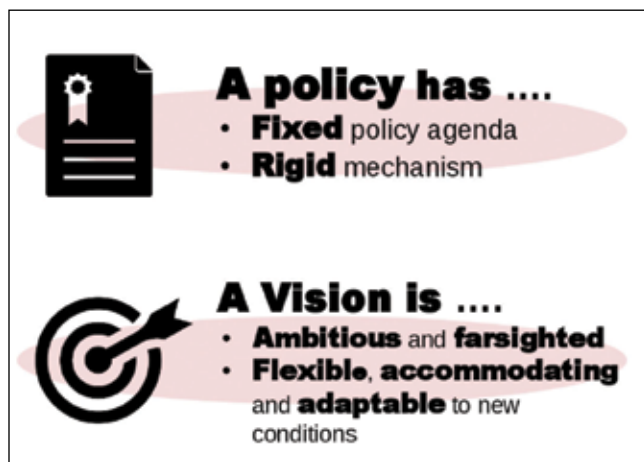 A policy has ....
• Fixed policy agenda
• Rigid mechanism
A Vision is ....
• Ambitious and farsighted
• Flexible, accommodating
and adaptable to new
conditions